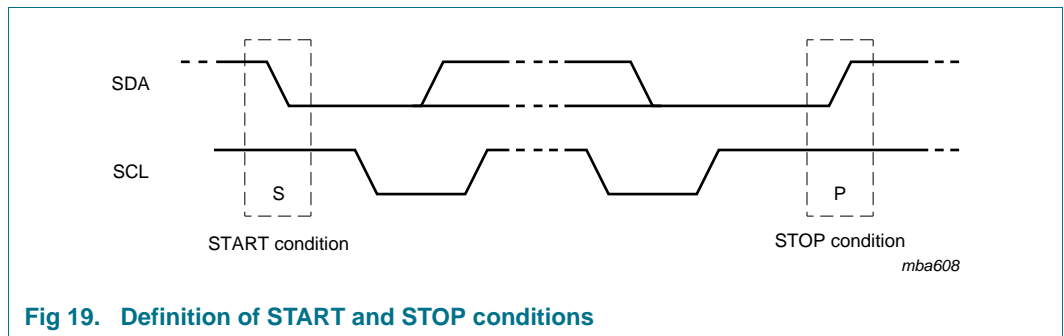 SDA
SCL
S
P
START condition
STOP condition
mba608
Fig 19. Definition of START and STOP conditions